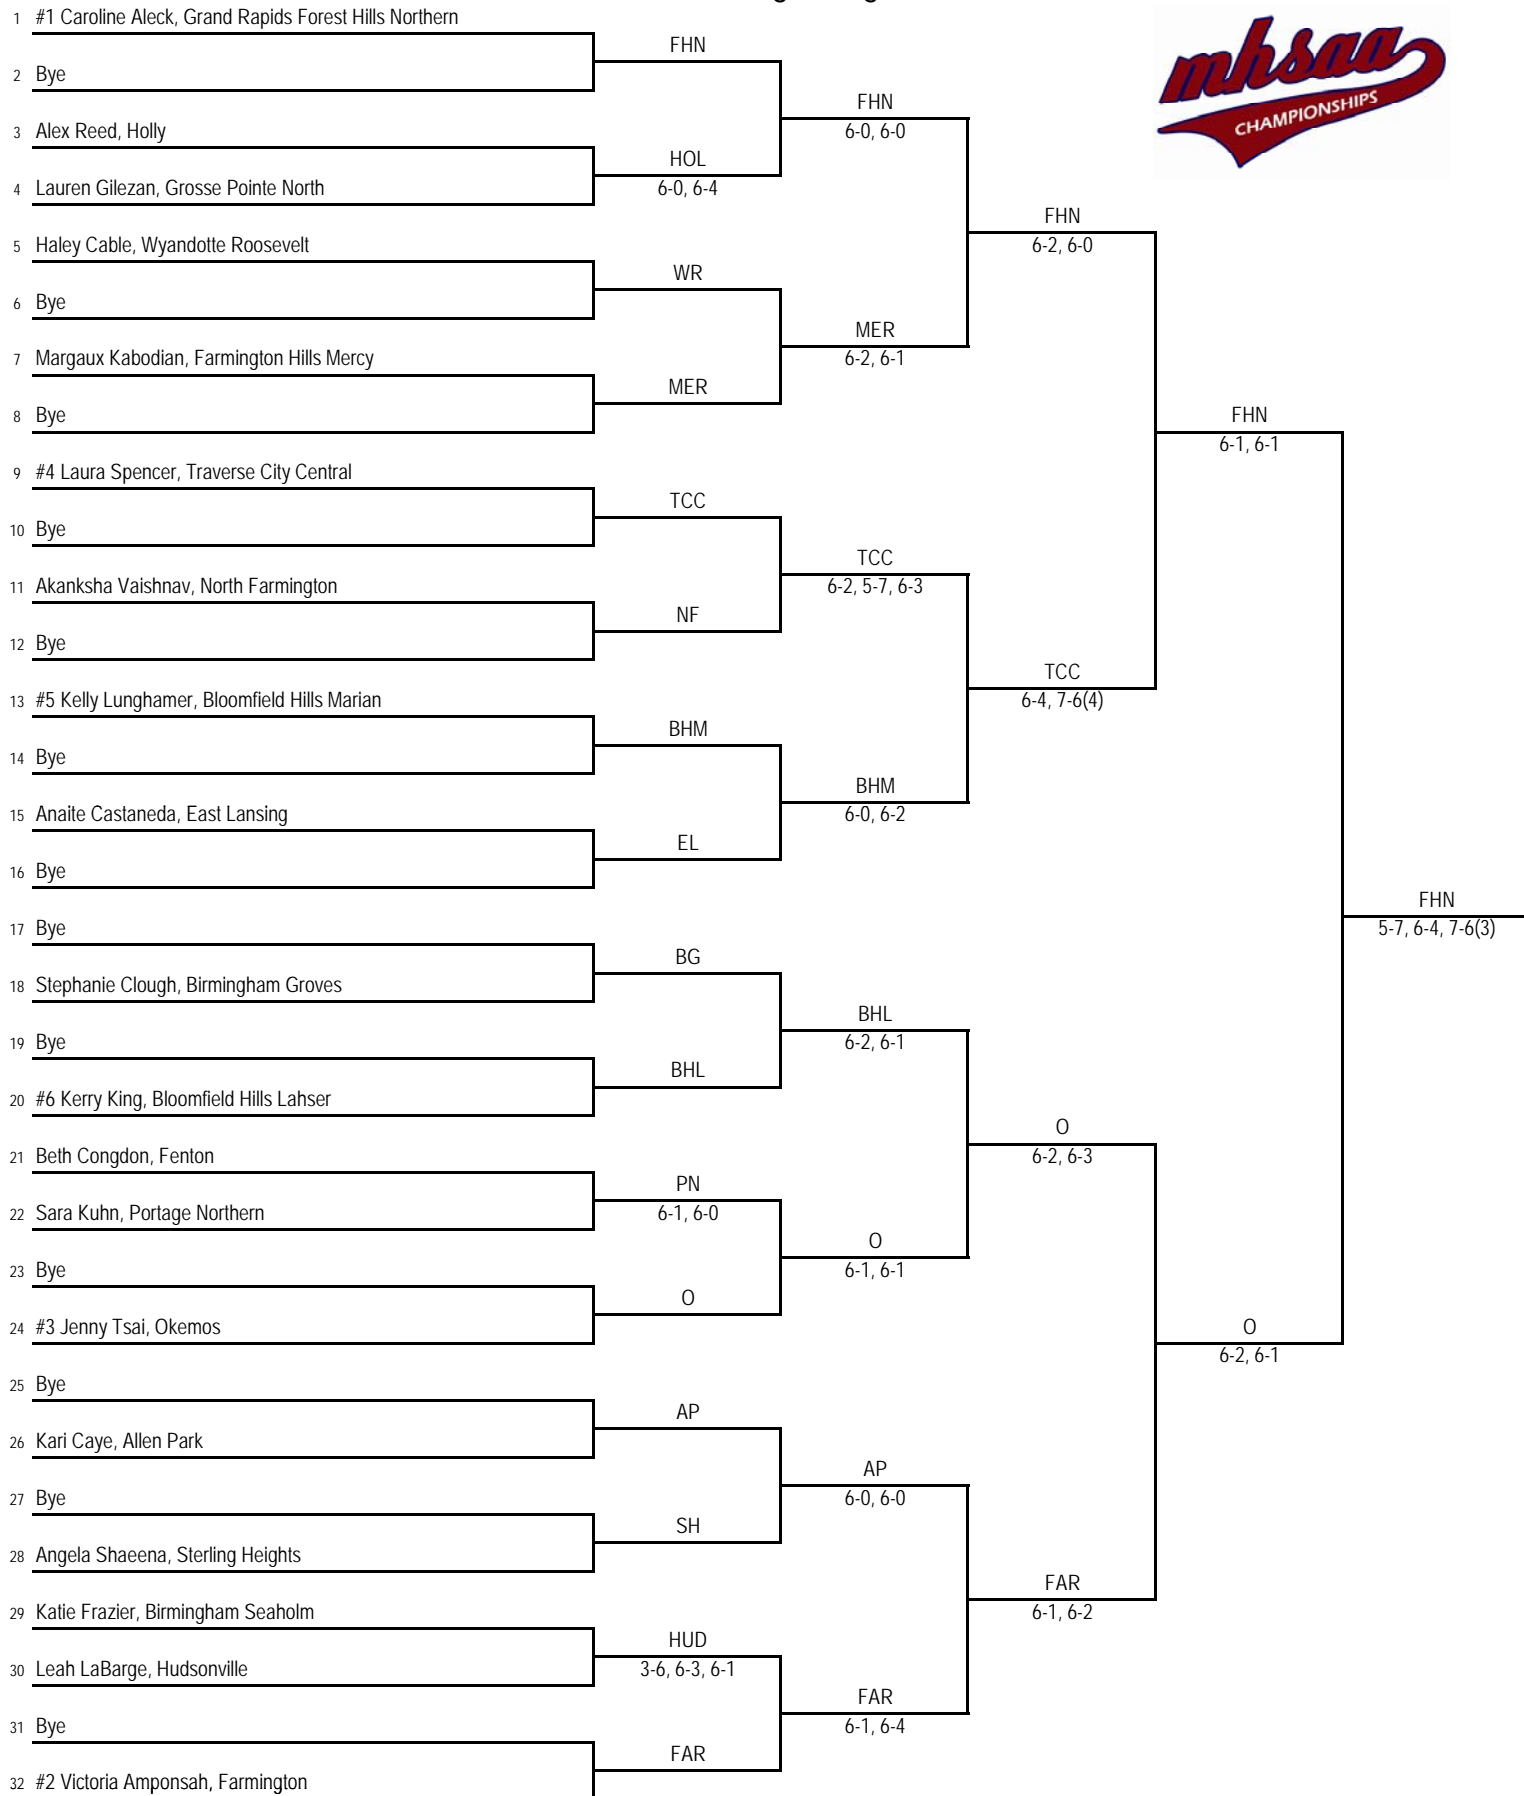 1 #1 Caroline Aleck, Grand Rapids Forest Hills Northern
2 Bye
3 Alex Reed, Holly
4 Lauren Gilezan, Grosse Pointe North
5 Haley Cable, Wyandotte Roosevelt
6 Bye
7 Margaux Kabodian, Farmington Hills Mercy
8 Bye
9 #4 Laura Spencer, Traverse City Central
10 Bye
11 Akanksha Vaishnav, North Farmington
12 Bye
13 #5 Kelly Lunghamer, Bloomfield Hills Marian
14 Bye
15 Anaite Castaneda, East Lansing
16 Bye
17 Bye
18 Stephanie Clough, Birmingham Groves
19 Bye
20 #6 Kerry King, Bloomfield Hills Lahser
21 Beth Congdon, Fenton
22 Sara Kuhn, Portage Northern
23 Bye
24 #3 Jenny Tsai, Okemos
25 Bye
26 Kari Caye, Allen Park
27 Bye
28 Angela Shaeena, Sterling Heights
29 Katie Frazier, Birmingham Seaholm
30 Leah LaBarge, Hudsonville
31 Bye
32 #2 Victoria Amponsah, Farmington
FHN
HOL
6-0, 6-4
WR
MER
TCC
NF
BHM
EL
BG
BHL
PN
6-1, 6-0
O
AP
SH
HUD
3-6, 6-3, 6-1
FAR
FHN
6-0, 6-0
MER
6-2, 6-1
TCC
6-2, 5-7, 6-3
BHM
6-0, 6-2
BHL
6-2, 6-1
O
6-1, 6-1
AP
6-0, 6-0
FAR
6-1, 6-4
FHN
6-2, 6-0
TCC
6-4, 7-6(4)
O
6-2, 6-3
FAR
6-1, 6-2
FHN
6-1, 6-1
O
6-2, 6-1
FHN
5-7, 6-4, 7-6(3)
mhsaa
CHAMPIONSHIPS